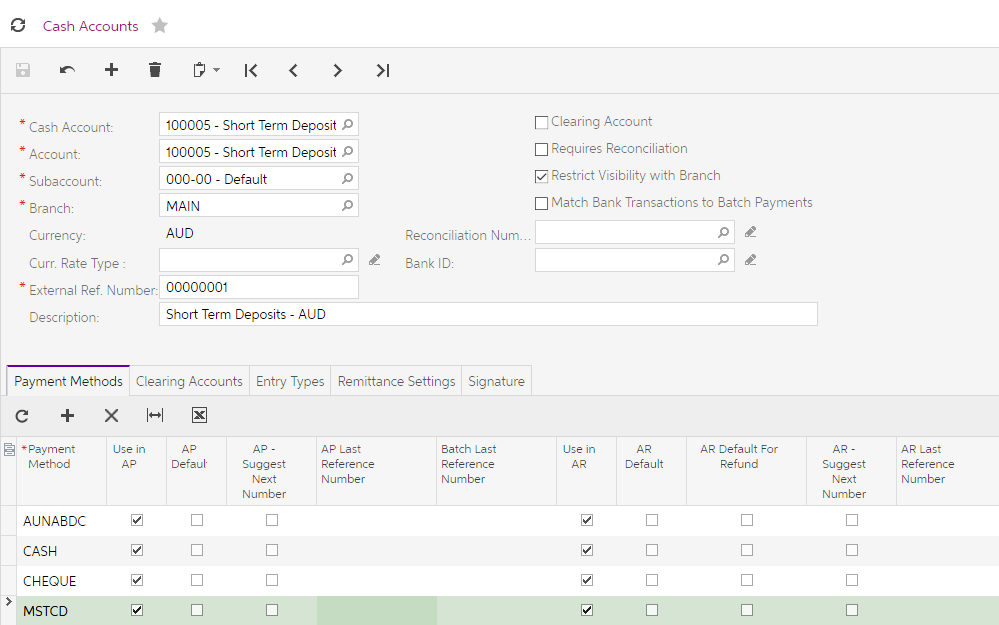 Cash Accounts
* Cash Account: 100005 - Short Term Deposit
* Account: 100005 - Short Term Deposit
* Subaccount: 000-00 - Default
* Branch: MAIN
Currency: AUD
Curr. Rate Type :
* External Ref. Number: 00000001
Description: Short Term Deposits - AUD
Clearing Account
Requires Reconciliation
Restrict Visibility with Branch
Match Bank Transactions to Batch Payments
Reconciliation Num...
Bank ID:
Payment Methods Clearing Accounts Entry Types Remittance Settings Signature
* Payment Method
Use in AP
AP Default
AP - Suggest Next Number
AP Last Reference Number
Batch Last Reference Number
Use in AR
AR Default
AR Default For Refund
AR - Suggest Next Number
AR Last Reference Number
AUNABDC
CASH
CHEQUE
MSTCD